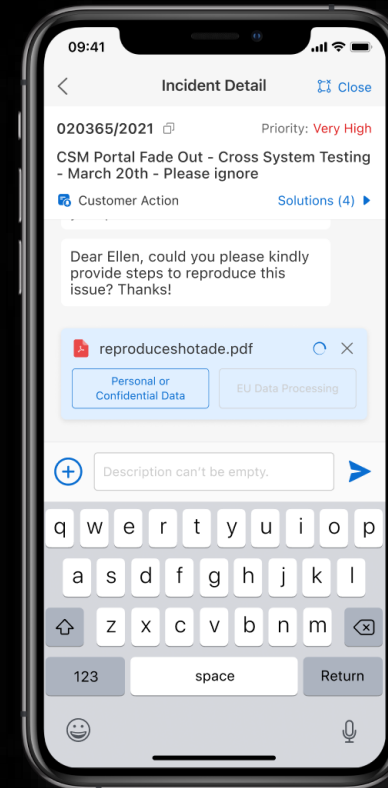 09:41
Incident Detail
Close
020365/2021
Priority: Very High
CSM Portal Fade Out - Cross System Testing
- March 20th - Please ignore
Customer Action
Solutions (4)
Dear Ellen, could you please kindly
provide steps to reproduce this
issue? Thanks!
reproduceshotade.pdf
Personal or
Confidential Data
EU Data Processing
Description can't be empty.
q w e r t y u i o p
a s d f g h j k l
z x c v b n m
123 space Return